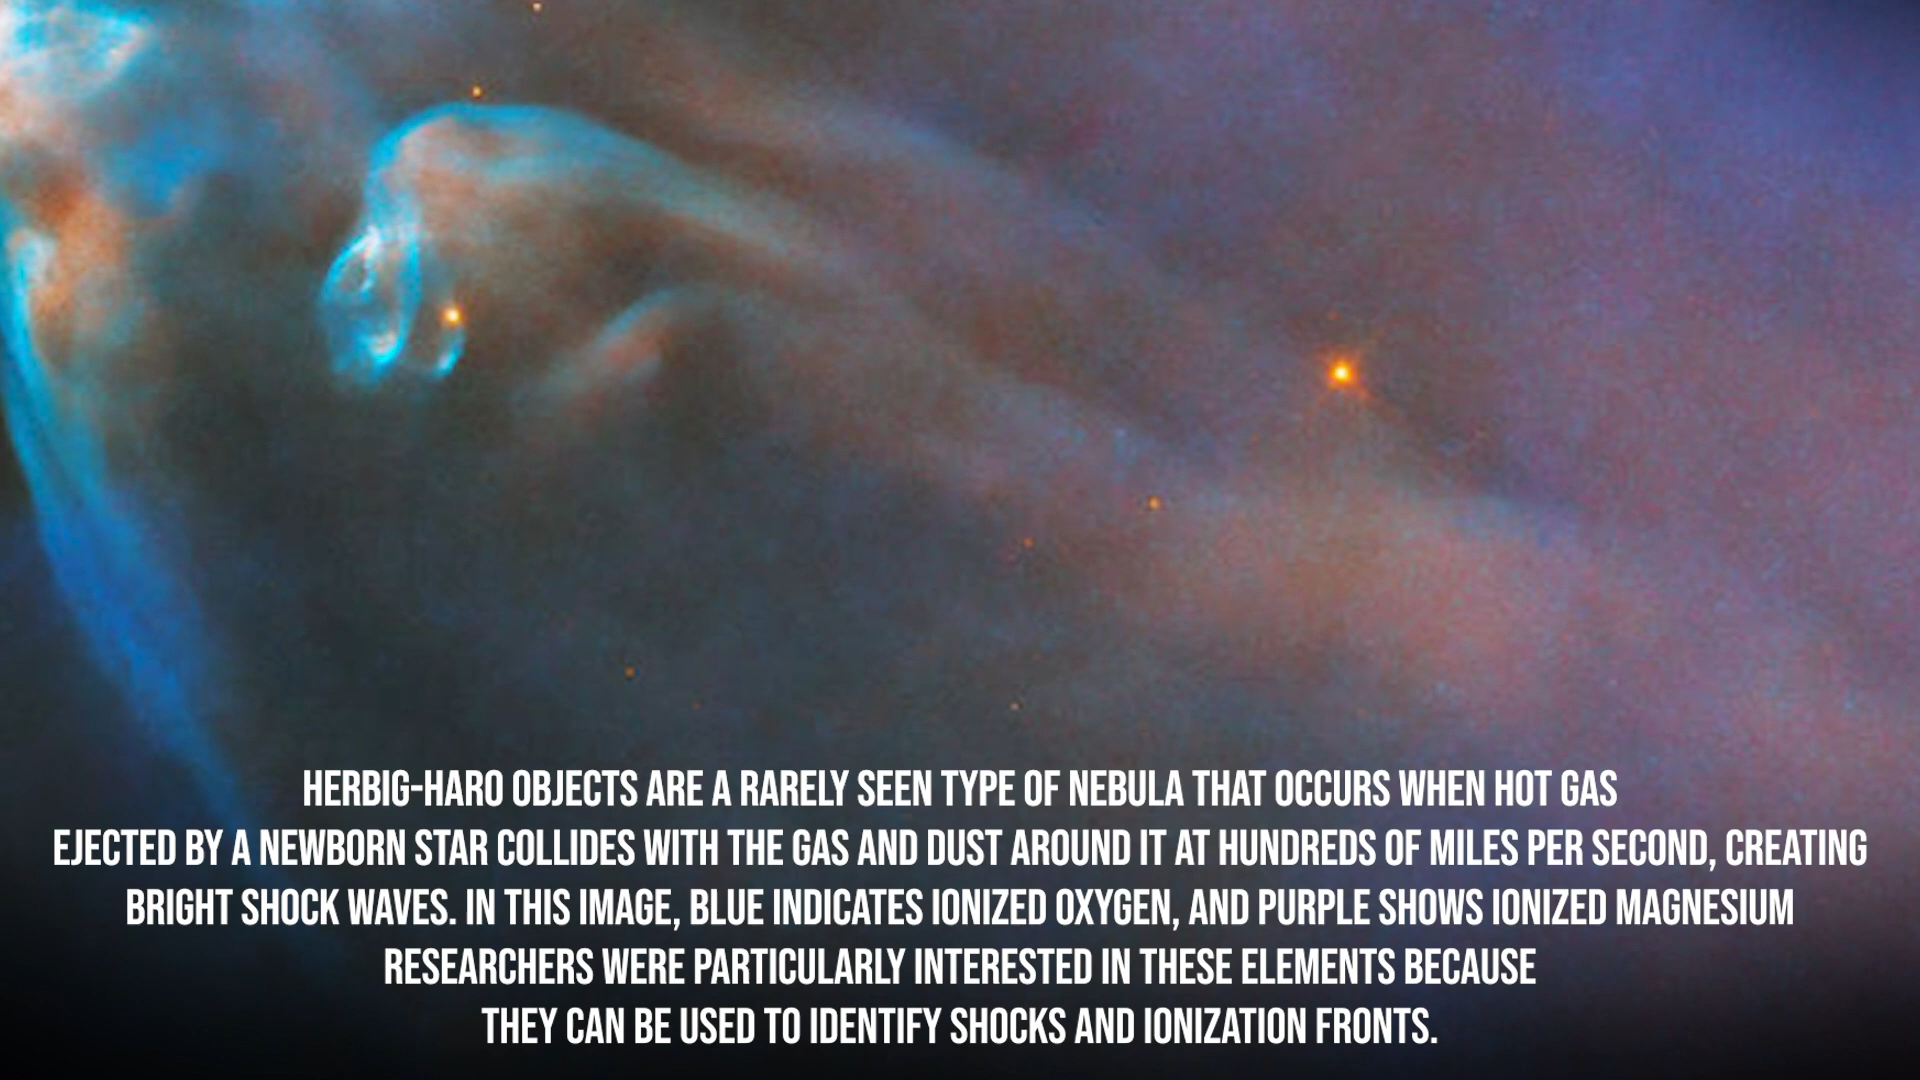 HERBIG-HARO OBJECTS ARE A RARELY SEEN TYPE OF NEBULA THAT OCCURS WHEN HOT GAS
EJECTED BY A NEWBORN STAR COLLIDES WITH THE GAS AND DUST AROUND IT AT HUNDREDS OF MILES PER SECOND, CREATING
BRIGHT SHOCK WAVES. IN THIS IMAGE, BLUE INDICATES IONIZED OXYGEN, AND PURPLE SHOWS IONIZED MAGNESIUM
RESEARCHERS WERE PARTICULARLY INTERESTED IN THESE ELEMENTS BECAUSE
THEY CAN BE USED TO IDENTIFY SHOCKS AND IONIZATION FRONTS.